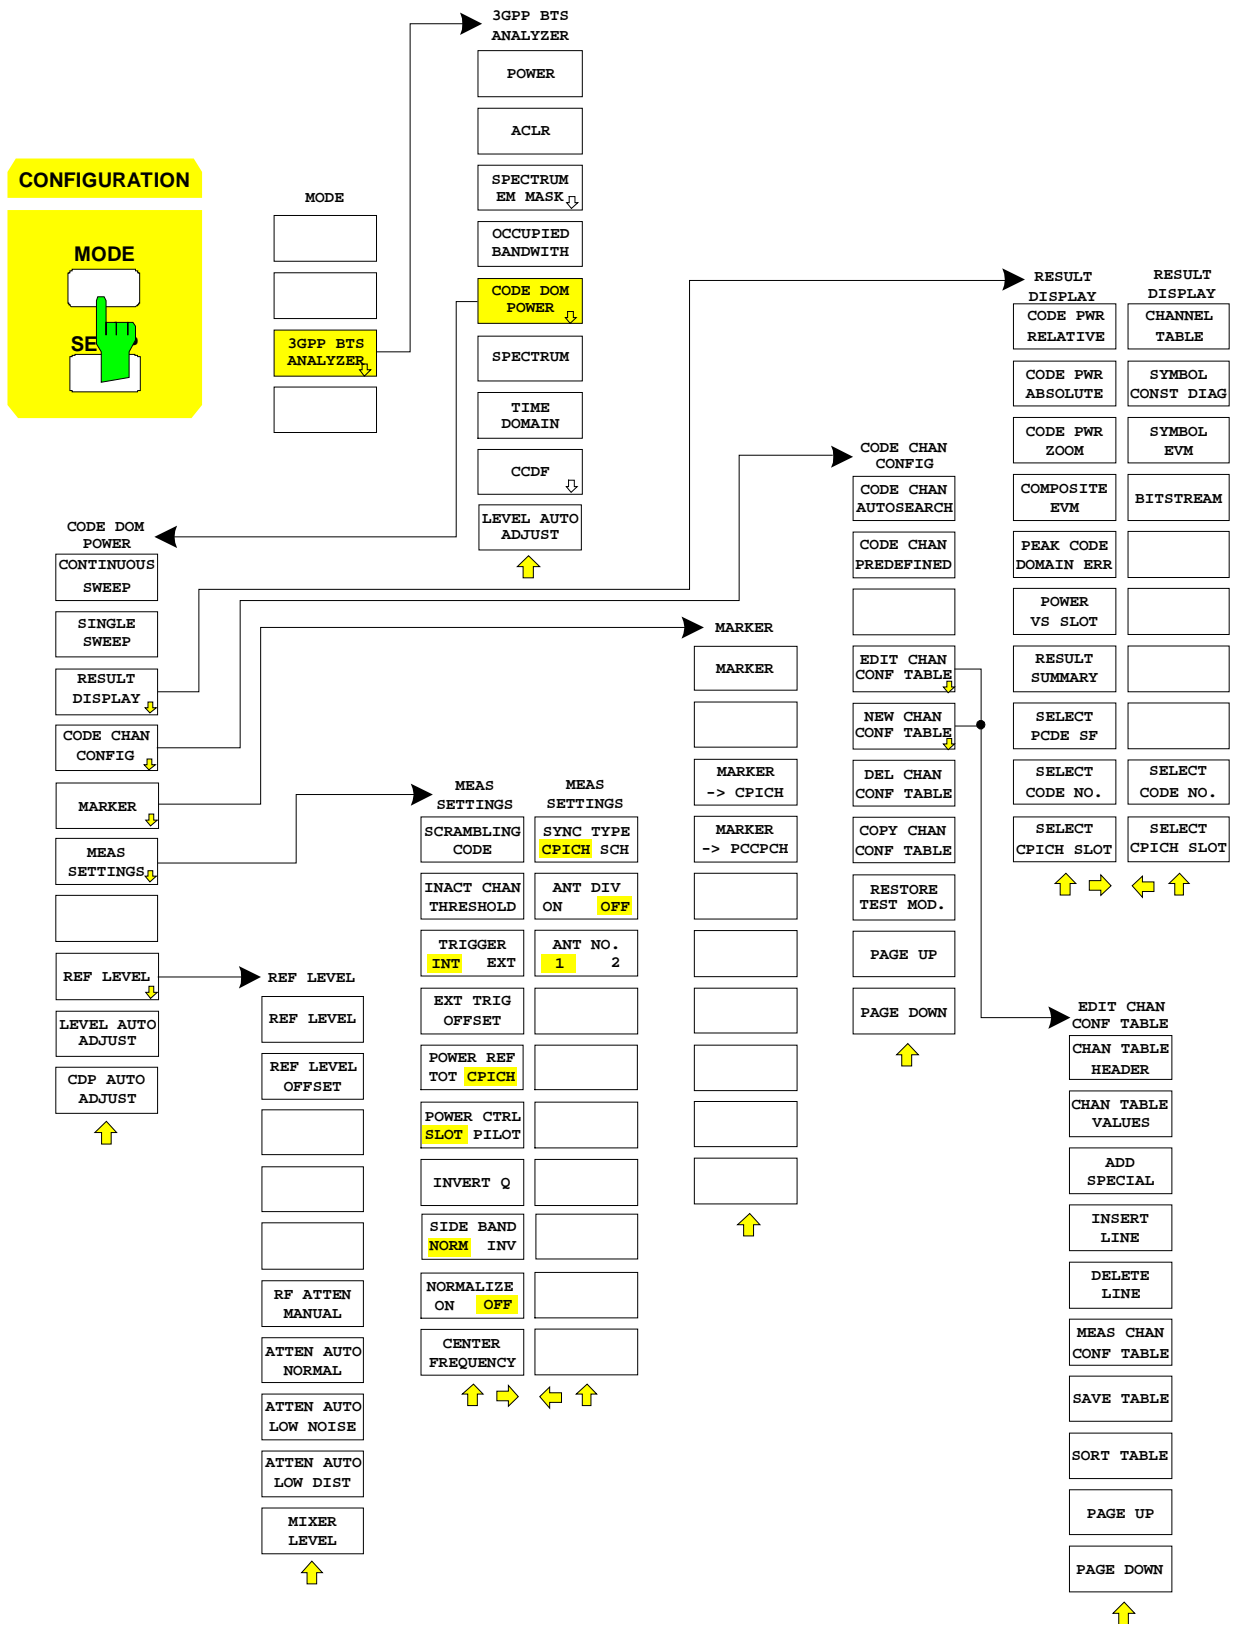 3GPP BTS
ANALYZER
POWER
ACLR
SPECTRUM
EM MASK
OCCUPIED
BANDWITH
CODE DOM
POWER
SPECTRUM
TIME
DOMAIN
CCDF
LEVEL AUTO
ADJUST
CONFIGURATION
MODE
SE P
MODE
3GPP BTS
ANALYZER
CODE DOM
POWER
CONTINUOUS
SWEEP
SINGLE
SWEEP
RESULT
DISPLAY
CODE CHAN
CONFIG
MARKER
MEAS
SETTINGS
REF LEVEL
LEVEL AUTO
ADJUST
CDP AUTO
ADJUST
REF LEVEL
REF LEVEL
REF LEVEL
OFFSET
RF ATTEN
MANUAL
ATTEN AUTO
NORMAL
ATTEN AUTO
LOW NOISE
ATTEN AUTO
LOW DIST
MIXER
LEVEL
MEAS
SETTINGS
SCRAMBLING
CODE
INACT CHAN
THRESHOLD
TRIGGER
INT EXT
EXT TRIG
OFFSET
POWER REF
TOT CPICH
POWER CTRL
SLOT PILOT
INVERT Q
SIDE BAND
NORM INV
NORMALIZE
ON OFF
CENTER
FREQUENCY
MEAS
SETTINGS
SYNC TYPE
CPICH SCH
ANT DIV
ON OFF
ANT NO.
1 2
MARKER
MARKER
MARKER
-> CPICH
MARKER
-> PCCPCH
CODE CHAN
CONFIG
CODE CHAN
AUTOSEARCH
CODE CHAN
PREDEFINED
EDIT CHAN
CONF TABLE
NEW CHAN
CONF TABLE
DEL CHAN
CONF TABLE
COPY CHAN
CONF TABLE
RESTORE
TEST MOD.
PAGE UP
PAGE DOWN
RESULT
DISPLAY
CODE PWR
RELATIVE
CODE PWR
ABSOLUTE
CODE PWR
ZOOM
COMPOSITE
EVM
PEAK CODE
DOMAIN ERR
POWER
VS SLOT
RESULT
SUMMARY
SELECT
PCDE SF
SELECT
CODE NO.
SELECT
CPICH SLOT
RESULT
DISPLAY
CHANNEL
TABLE
SYMBOL
CONST DIAG
SYMBOL
EVM
BITSTREAM
SELECT
CODE NO.
SELECT
CPICH SLOT
EDIT CHAN
CONF TABLE
CHAN TABLE
HEADER
CHAN TABLE
VALUES
ADD
SPECIAL
INSERT
LINE
DELETE
LINE
MEAS CHAN
CONF TABLE
SAVE TABLE
SORT TABLE
PAGE UP
PAGE DOWN